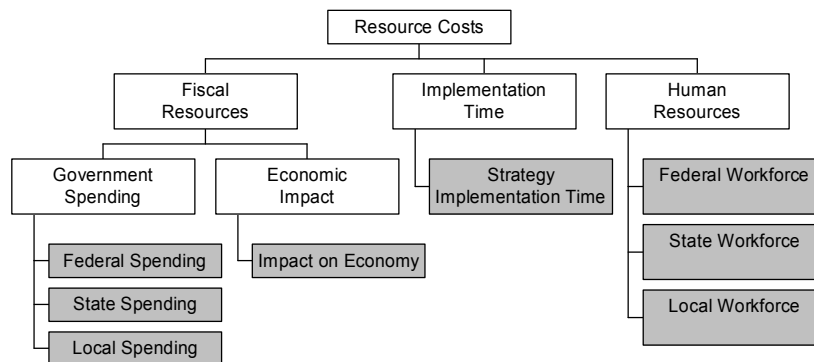 Resource Costs
Fiscal
Resources
Implementation
Time
Human
Resources
Government
Spending
Economic
Impact
Strategy
Implementation Time
Federal Workforce
Federal Spending
Impact on Economy
State Workforce
State Spending
Local Workforce
Local Spending